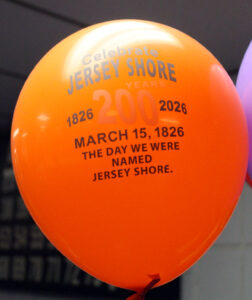 Celebrate
JERSEY SHORE
YEARS
1826 200 2026
MARCH 15, 1826
THE DAY WE WERE
NAMED
JERSEY SHORE.